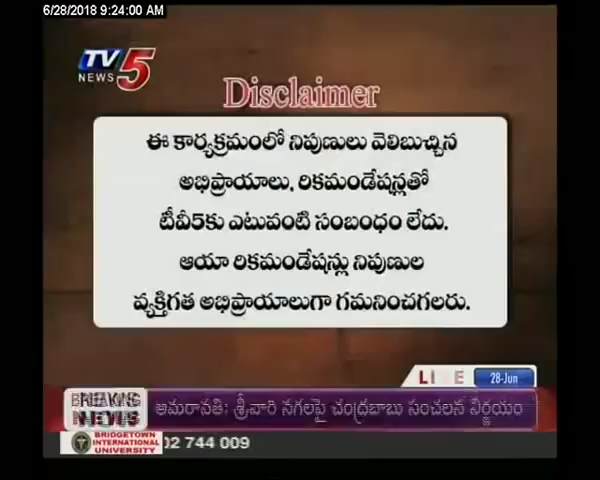 6/28/2018 9:24:00 AM
TV5
NEWS
Disclaimer
ఈ కార్యక్రమంలో నిపుణులు వెలిబుచ్చిన
అభిప్రాయాలు, రికమండేషన్లతో
టీవీ5కు ఎటువంటి సంబంధం లేదు.
ఆయా రికమండేషన్లు నిపుణుల
వ్యక్తిగత అభిప్రాయాలుగా గమనించగలరు.
LIVE 28-Jun
BREAKING NEWS అమరావతి: శ్రీవారి నగలపై చంద్రబాబు సంచలన నిర్ణయం
BRIDGETOWN INTERNATIONAL UNIVERSITY 02 744 009